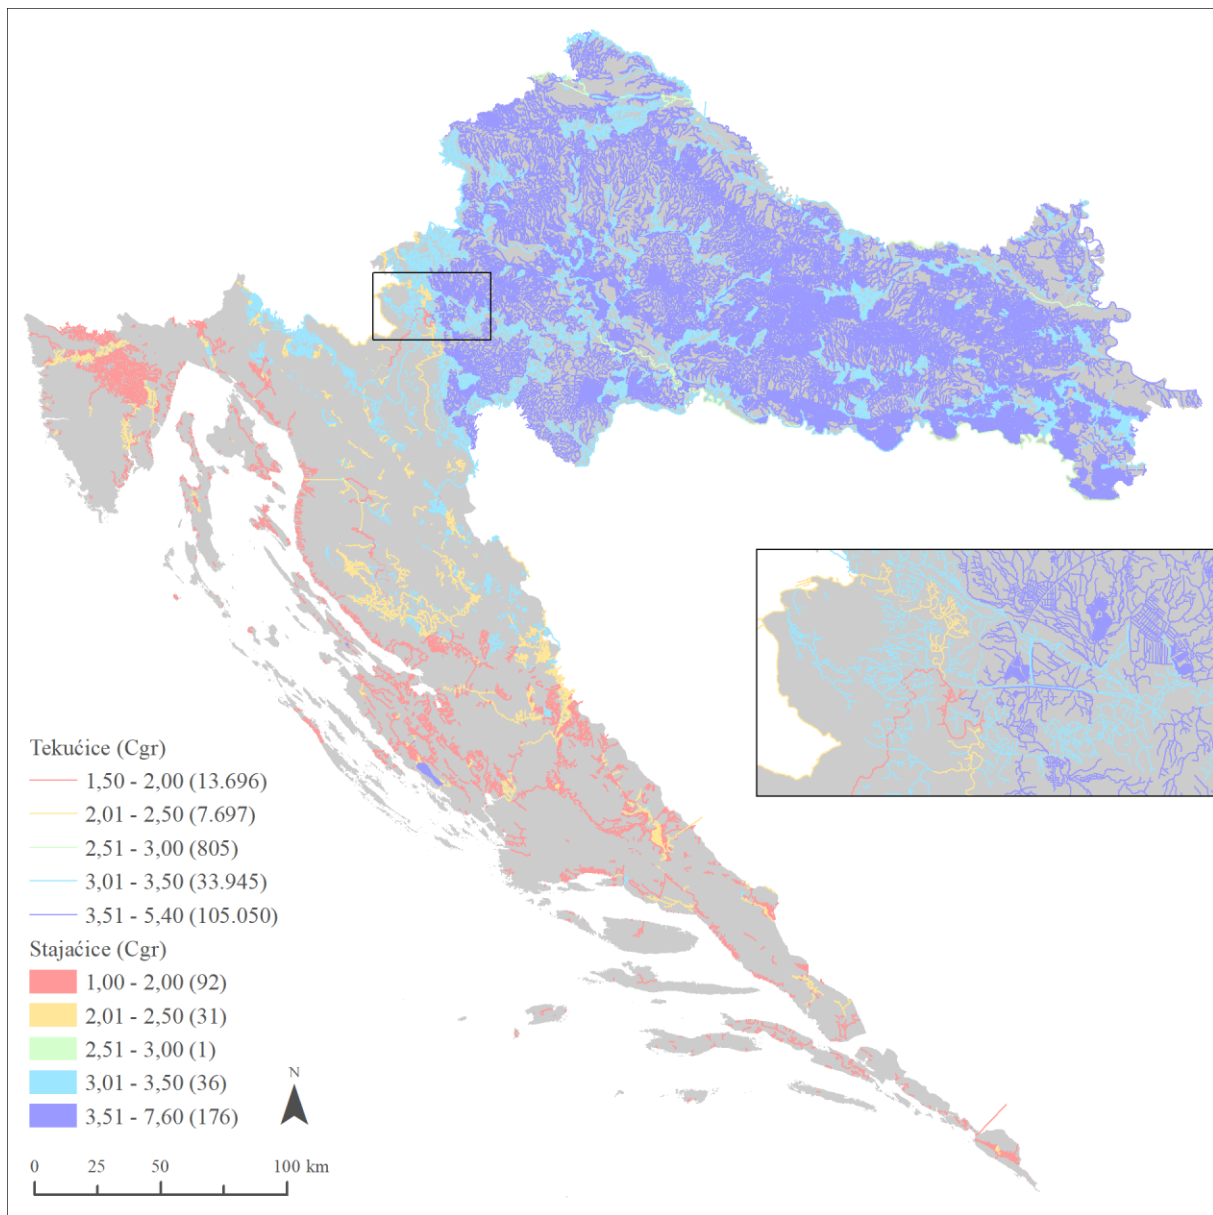 Tekućice (Cgr)
1,50 - 2,00 (13.696)
2,01 - 2,50 (7.697)
2,51 - 3,00 (805)
3,01 - 3,50 (33.945)
3,51 - 5,40 (105.050)
Stajaćice (Cgr)
1,00 - 2,00 (92)
2,01 - 2,50 (31)
2,51 - 3,00 (1)
3,01 - 3,50 (36)
3,51 - 7,60 (176)
N
0 25 50 100 km